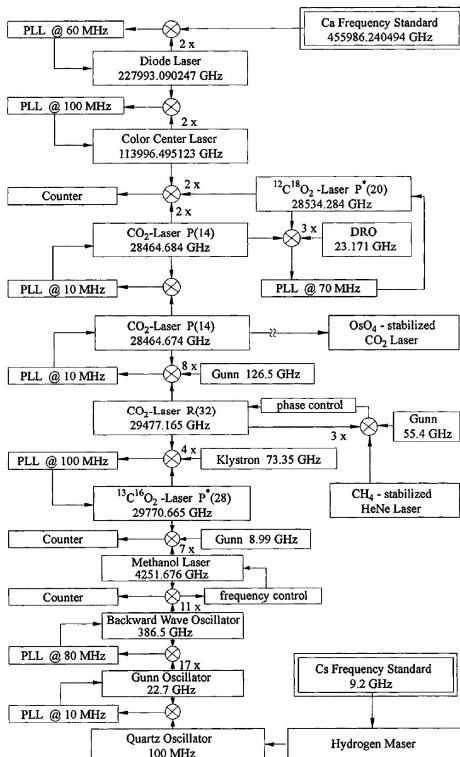 PLL @ 60 MHz
Ca Frequency Standard
455986.240494 GHz
2 x
Diode Laser
227993.090247 GHz
PLL @ 100 MHz
2 x
Color Center Laser
113996.495123 GHz
Counter
2 x
2 x
¹²C¹⁸O₂ -Laser P*(20)
28534.284 GHz
CO₂-Laser P(14)
28464.684 GHz
3 x
DRO
23.171 GHz
PLL @ 10 MHz
PLL @ 70 MHz
CO₂-Laser P(14)
28464.674 GHz
OsO₄ - stabilized
CO₂ Laser
PLL @ 10 MHz
8 x
Gunn 126.5 GHz
CO₂-Laser R(32)
29477.165 GHz
phase control
3 x
Gunn
55.4 GHz
PLL @ 100 MHz
4 x
Klystron 73.35 GHz
CH₄ - stabilized
HeNe Laser
¹³C¹⁶O₂ -Laser P*(28)
29770.665 GHz
Counter
7 x
Gunn 8.99 GHz
Methanol Laser
4251.676 GHz
Counter
11 x
frequency control
Backward Wave Oscillator
386.5 GHz
PLL @ 80 MHz
17 x
Gunn Oscillator
22.7 GHz
Cs Frequency Standard
9.2 GHz
PLL @ 10 MHz
Quartz Oscillator
100 MHz
Hydrogen Maser